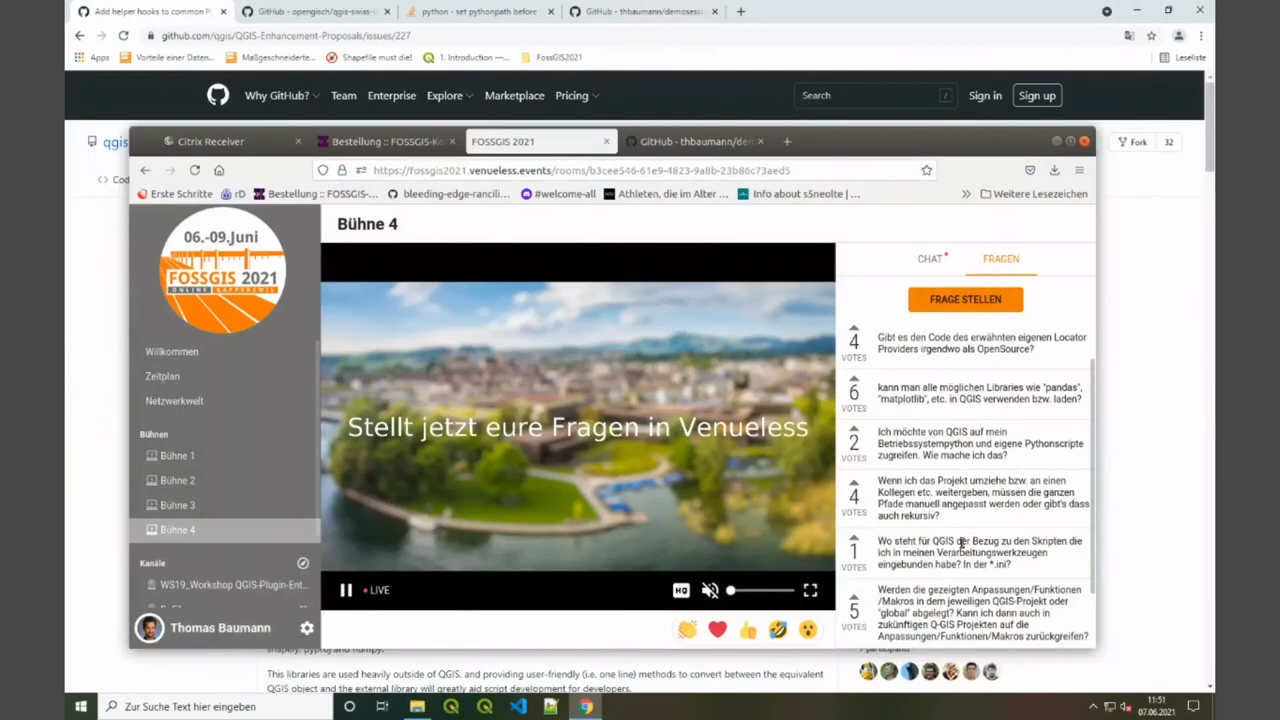 Add helper hooks to common P
GitHub - opengisch/qgis-swiss-l
python - set pythonpath before
GitHub - thbaumann/demosessi
github.com/qgis/QGIS-Enhancement-Proposals/issues/227
Apps
Vorteile einer Daten...
Maßgeschneiderte...
Shapefile must die!
1. Introduction —...
FossGIS2021
Leseliste
Why GitHub?
Team
Enterprise
Explore
Marketplace
Pricing
Search
/
Sign in
Sign up
qgis
Fork
32
Cod
Citrix Receiver
Bestellung :: FOSSGIS-Ko
FOSSGIS 2021
GitHub - thbaumann/den
https://fossgis2021.venueless.events/rooms/b3cee546-61e9-4823-9a8b-23b86c73aed5
Erste Schritte
rD
Bestellung :: FOSSGIS-...
bleeding-edge-rancili...
#welcome-all
Athleten, die im Alter ...
Info about sSneolte | ...
Weitere Lesezeichen
06.-09.Juni
FOSSGIS 2021
ONLINE RAPPERSWIL
Willkommen
Zeitplan
Netzwerkwelt
Bühnen
Bühne 1
Bühne 2
Bühne 3
Bühne 4
Kanäle
WS19_Workshop QGIS-Plugin-Ent...
Thomas Baumann
Bühne 4
Stellt jetzt eure Fragen in Venueless
LIVE
HQ
CHAT
FRAGEN
FRAGE STELLEN
4
VOTES
Gibt es den Code des erwähnten eigenen Locator
Providers irgendwo als OpenSource?
6
VOTES
kann man alle möglichen Libraries wie "pandas",
"matplotlib", etc. in QGIS verwenden bzw. laden?
2
VOTES
Ich möchte von QGIS auf mein
Betriebssystempython und eigene Pythonscripte
zugreifen. Wie mache ich das?
4
VOTES
Wenn ich das Projekt umziehe bzw. an einen
Kollegen etc. weitergeben, müssen die ganzen
Pfade manuell angepasst werden oder gibt's dass
auch rekursiv?
1
VOTES
Wo steht für QGIS der Bezug zu den Skripten die
ich in meinen Verarbeitungswerkzeugen
eingebunden habe? In der *.ini?
5
VOTES
Werden die gezeigten Anpassungen/Funktionen
/Makros in dem jeweiligen QGIS-Projekt oder
"global" abgelegt? Kann ich dann auch in
zukünftigen Q-GIS Projekten auf die
Anpassungen/Funktionen/Makros zurückgreifen?
shapely, pyproj and numpy.
7 participants
This libraries are used heavily outside of QGIS. and providing user-friendly (i.e. one line) methods to convert between the equivalent
QGIS object and the external library will greatly aid script development for developers.
Zur Suche Text hier eingeben
11:51
07.06.2021